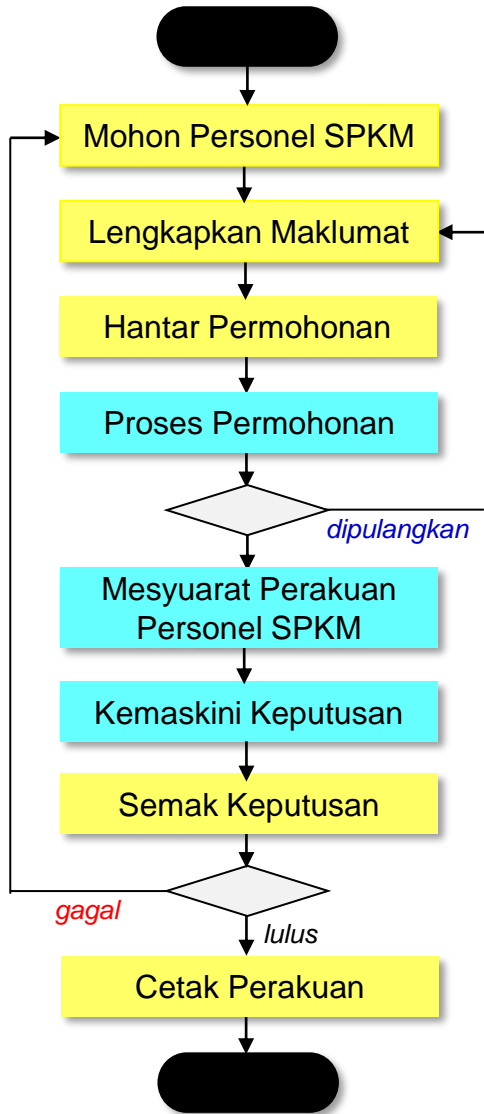 Mohon Personel SPKM
Lengkapkan Maklumat
Hantar Permohonan
Proses Permohonan
dipulangkan
Mesyuarat Perakuan
Personel SPKM
Kemaskini Keputusan
Semak Keputusan
gagal
lulus
Cetak Perakuan